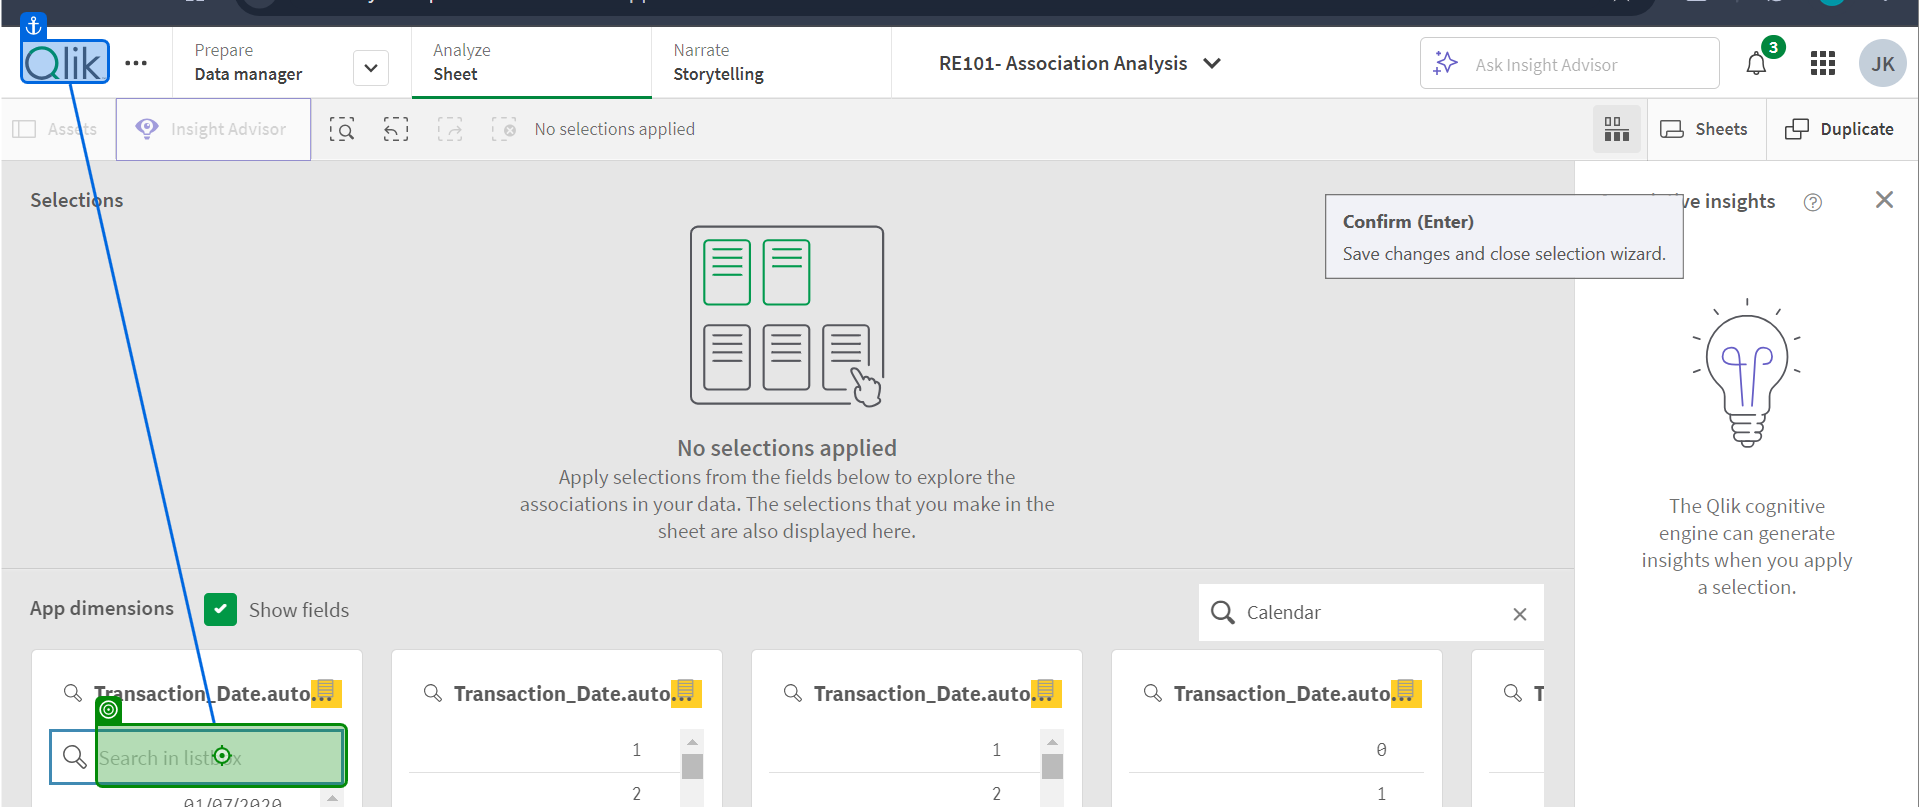 Qlik
Prepare
Data manager
Analyze
Sheet
Narrate
Storytelling
RE101- Association Analysis
Ask Insight Advisor
3
JK
Assets
Insight Advisor
No selections applied
Sheets
Duplicate
Selections
Confirm (Enter)
Save changes and close selection wizard.
ve insights
No selections applied
Apply selections from the fields below to explore the
associations in your data. The selections that you make in the
sheet are also displayed here.
The Qlik cognitive
engine can generate
insights when you apply
a selection.
App dimensions
Show fields
Calendar
Transaction_Date.auto...
Transaction_Date.auto...
Transaction_Date.auto...
Transaction_Date.auto...
T
Search in listbox
01/07/2020
1
2
1
2
0
1